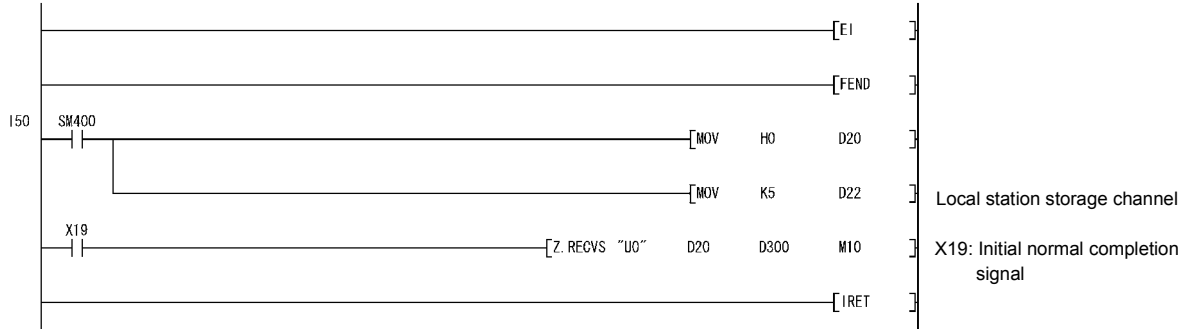 [EI ]
[FEND ]
I50 SM400 [MOV H0 D20 ]
[MOV K5 D22 ] Local station storage channel
X19 [Z.RECVS "U0" D20 D300 M10 ] X19: Initial normal completion
signal
[IRET ]